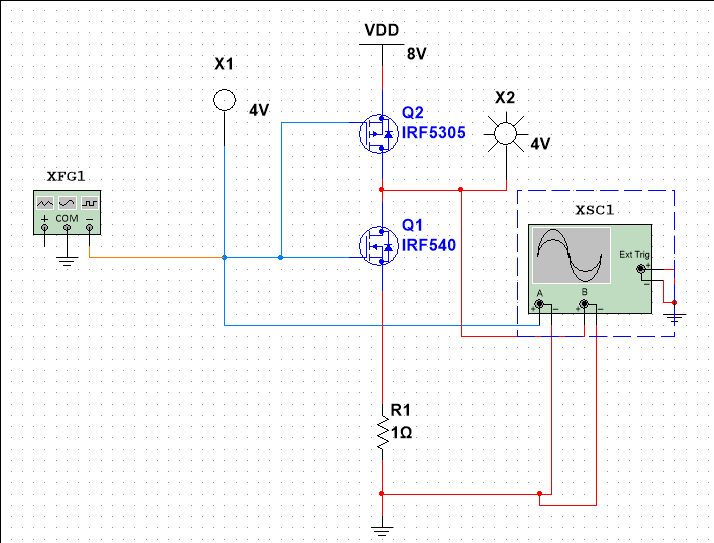 VDD
8V
X1
4V
X2
4V
Q2
IRF5305
XFG1
COM
+
−
Q1
IRF540
XSC1
Ext Trig
+
−
A
B
+
−
+
−
R1
1Ω